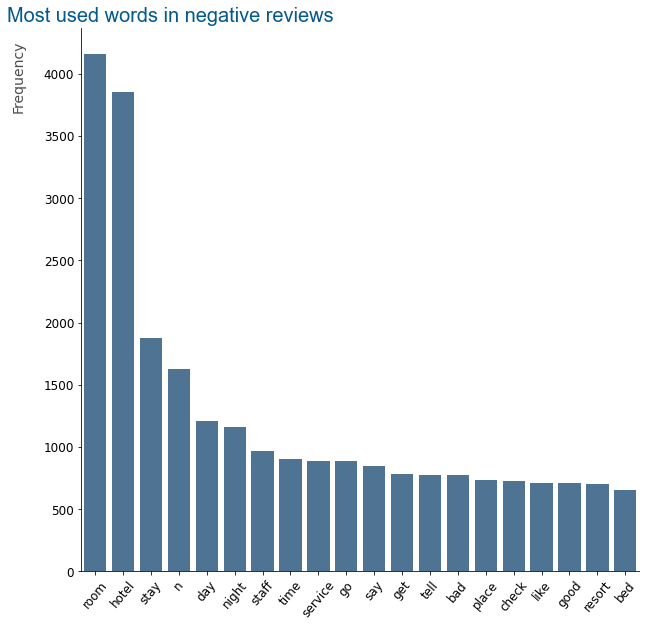 Most used words in negative reviews
Frequency
4000
3500
3000
2500
2000
1500
1000
500
0
room
hotel
stay
n
day
night
staff
time
service
go
say
get
tell
bad
place
check
like
good
resort
bed